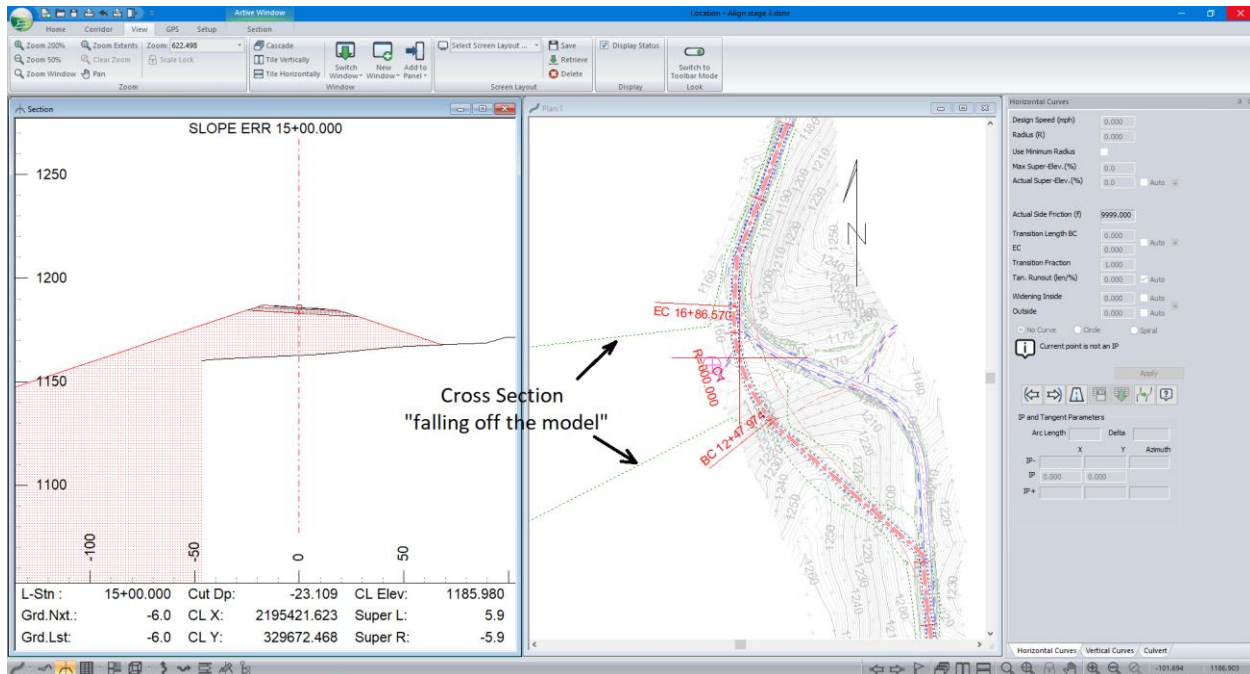 Active Window
Location - Align stage 3.dsnx
Home Corridor View GPS Setup Section
Zoom 200% Zoom Extents Zoom: 622.498
Zoom 50% Clear Zoom Scale Lock
Zoom Window Pan
Zoom
Cascade
Tile Vertically
Tile Horizontally
Switch Window
New Window
Add to Panel
Window
Select Screen Layout ...
Save
Retrieve
Delete
Screen Layout
Display Status
Display
Switch to Toolbar Mode
Look
Section
SLOPE ERR 15+00.000
1250
1200
1150
1100
-100 -50 0 50
L-Stn : 15+00.000 Cut Dp: -23.109 CL Elev: 1185.980
Grd.Nxt.: -6.0 CL X: 2195421.623 Super L: 5.9
Grd.Lst: -6.0 CL Y: 329672.468 Super R: -5.9
Plan:1
N
EC 16+86.570
R=600.000
C4
BC 12+47.974
Cross Section
"falling off the model"
Horizontal Curves
Design Speed (mph) 0.000
Radius (R) 0.000
Use Minimum Radius
Max Super-Elev.(%) 0.0
Actual Super-Elev.(%) 0.0 Auto
Actual Side Friction (f) 9999.000
Transition Length BC 0.000
EC 0.000 Auto
Transition Fraction 1.000
Tan. Runout (len/%) 0.000 Auto
Widening Inside 0.000 Auto
Outside 0.000 Auto
No Curve Circle Spiral
Current point is not an IP
Apply
IP and Tangent Parameters
Arc Length Delta
X Y Azimuth
IP-
IP 0.000 0.000
IP+
Horizontal Curves Vertical Curves Culvert
-101.694 1186.903